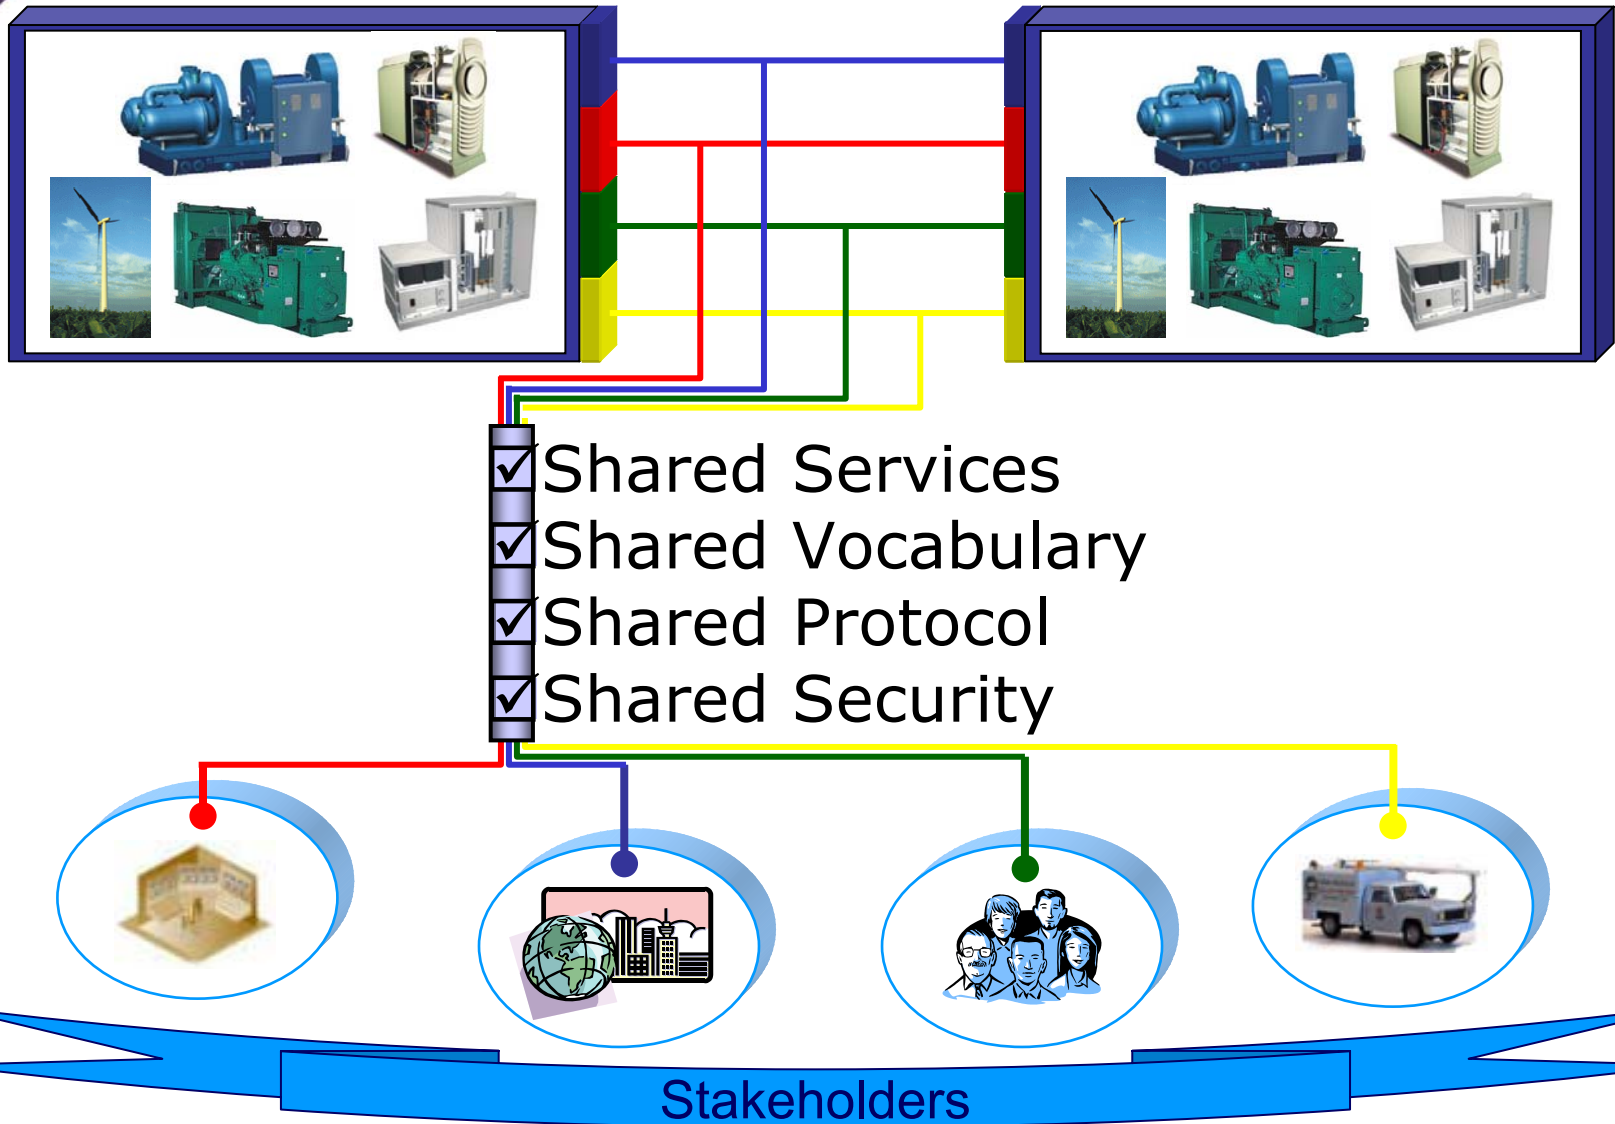 Shared Services
Shared Vocabulary
Shared Protocol
Shared Security
Stakeholders